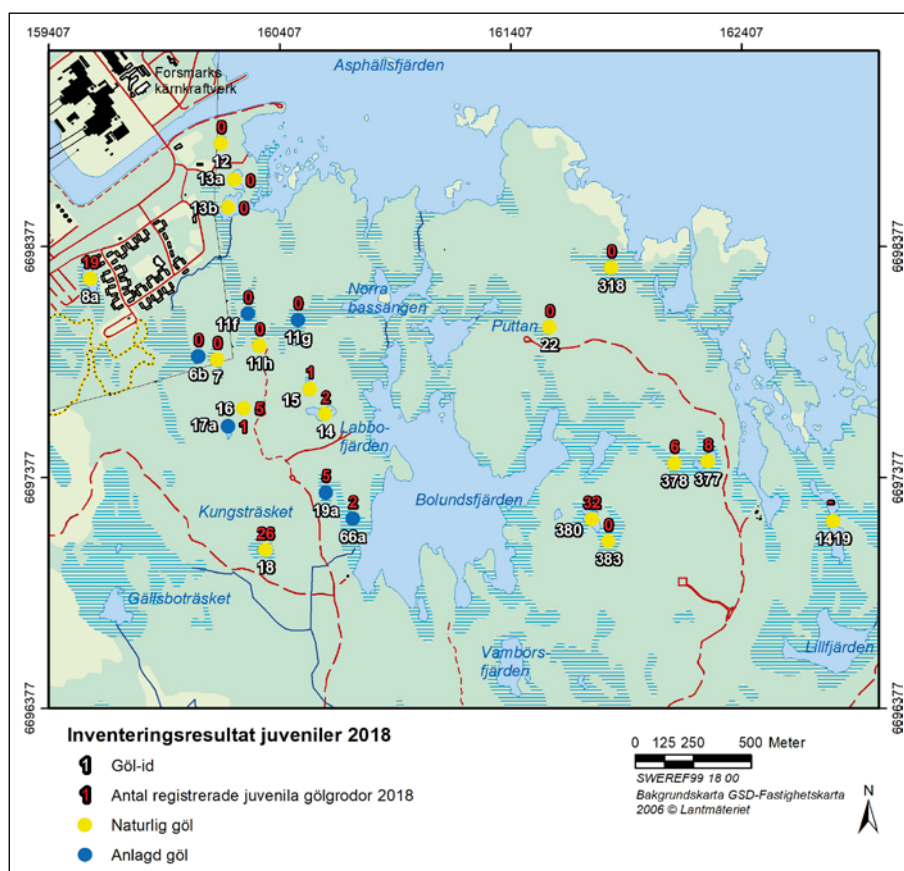 159407 160407 161407 162407
Asphällsfjärden
Forsmarks
kärnkraftverk
0
12
13a 0
13b 0
6698377 6698377
19
8a
0
318
Norra
bassängen
0
11f
0
11g
0
11h
Puttan
0
22
0
6b
0
7
1
15
16 5
2
14
17a 1
Labbo-
fjärden
6
378
8
377
6697377 6697377
5
19a
2
66a
Bolundsfjärden
32
380
0
383
-
1419
Kungsträsket
26
18
Gällsboträsket
Vambörs-
fjärden
Lillfjärden
6696377 6696377
Inventeringsresultat juveniler 2018
1 Göl-id
1 Antal registrerade juvenila gölgrodor 2018
Naturlig göl
Anlagd göl
0 125 250 500 Meter
SWEREF99 18 00
Bakgrundskarta GSD-Fastighetskarta
2006 © Lantmäteriet
N